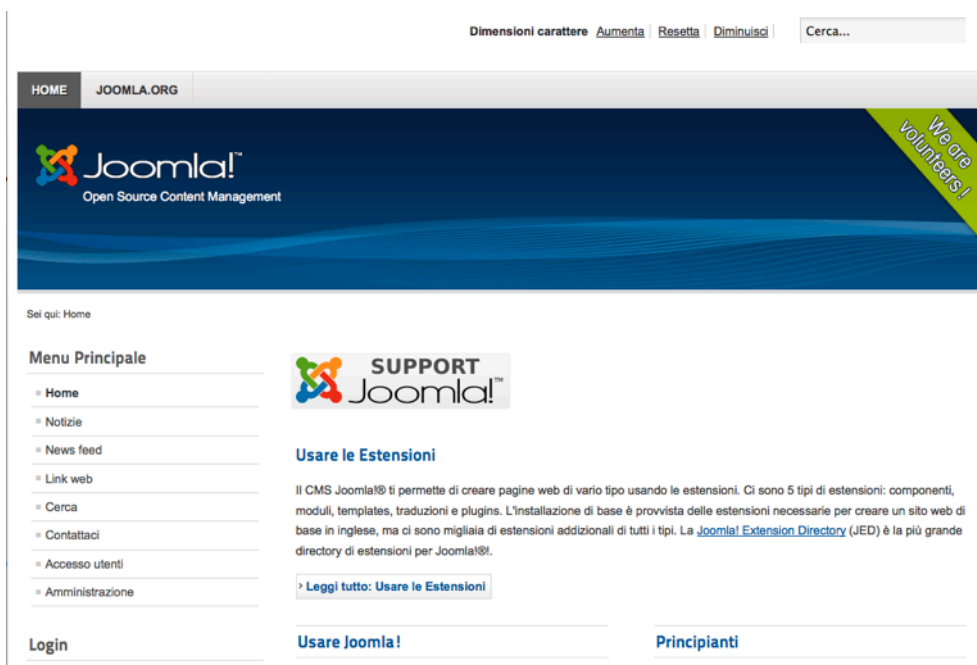 Dimensioni carattere Aumenta Resetta Diminuisci Cerca...
HOME JOOMLA.ORG
We are
volunteers!
Joomla!™
Open Source Content Management
Sei qui: Home
Menu Principale
Home
Notizie
News feed
Link web
Cerca
Contattaci
Accesso utenti
Amministrazione
Login
SUPPORT
Joomla!™
Usare le Estensioni
Il CMS Joomla!® ti permette di creare pagine web di vario tipo usando le estensioni. Ci sono 5 tipi di estensioni: componenti,
moduli, templates, traduzioni e plugins. L'installazione di base è provvista delle estensioni necessarie per creare un sito web di
base in inglese, ma ci sono migliaia di estensioni addizionali di tutti i tipi. La Joomla! Extension Directory (JED) è la più grande
directory di estensioni per Joomla!®!.
Leggi tutto: Usare le Estensioni
Usare Joomla!
Principianti